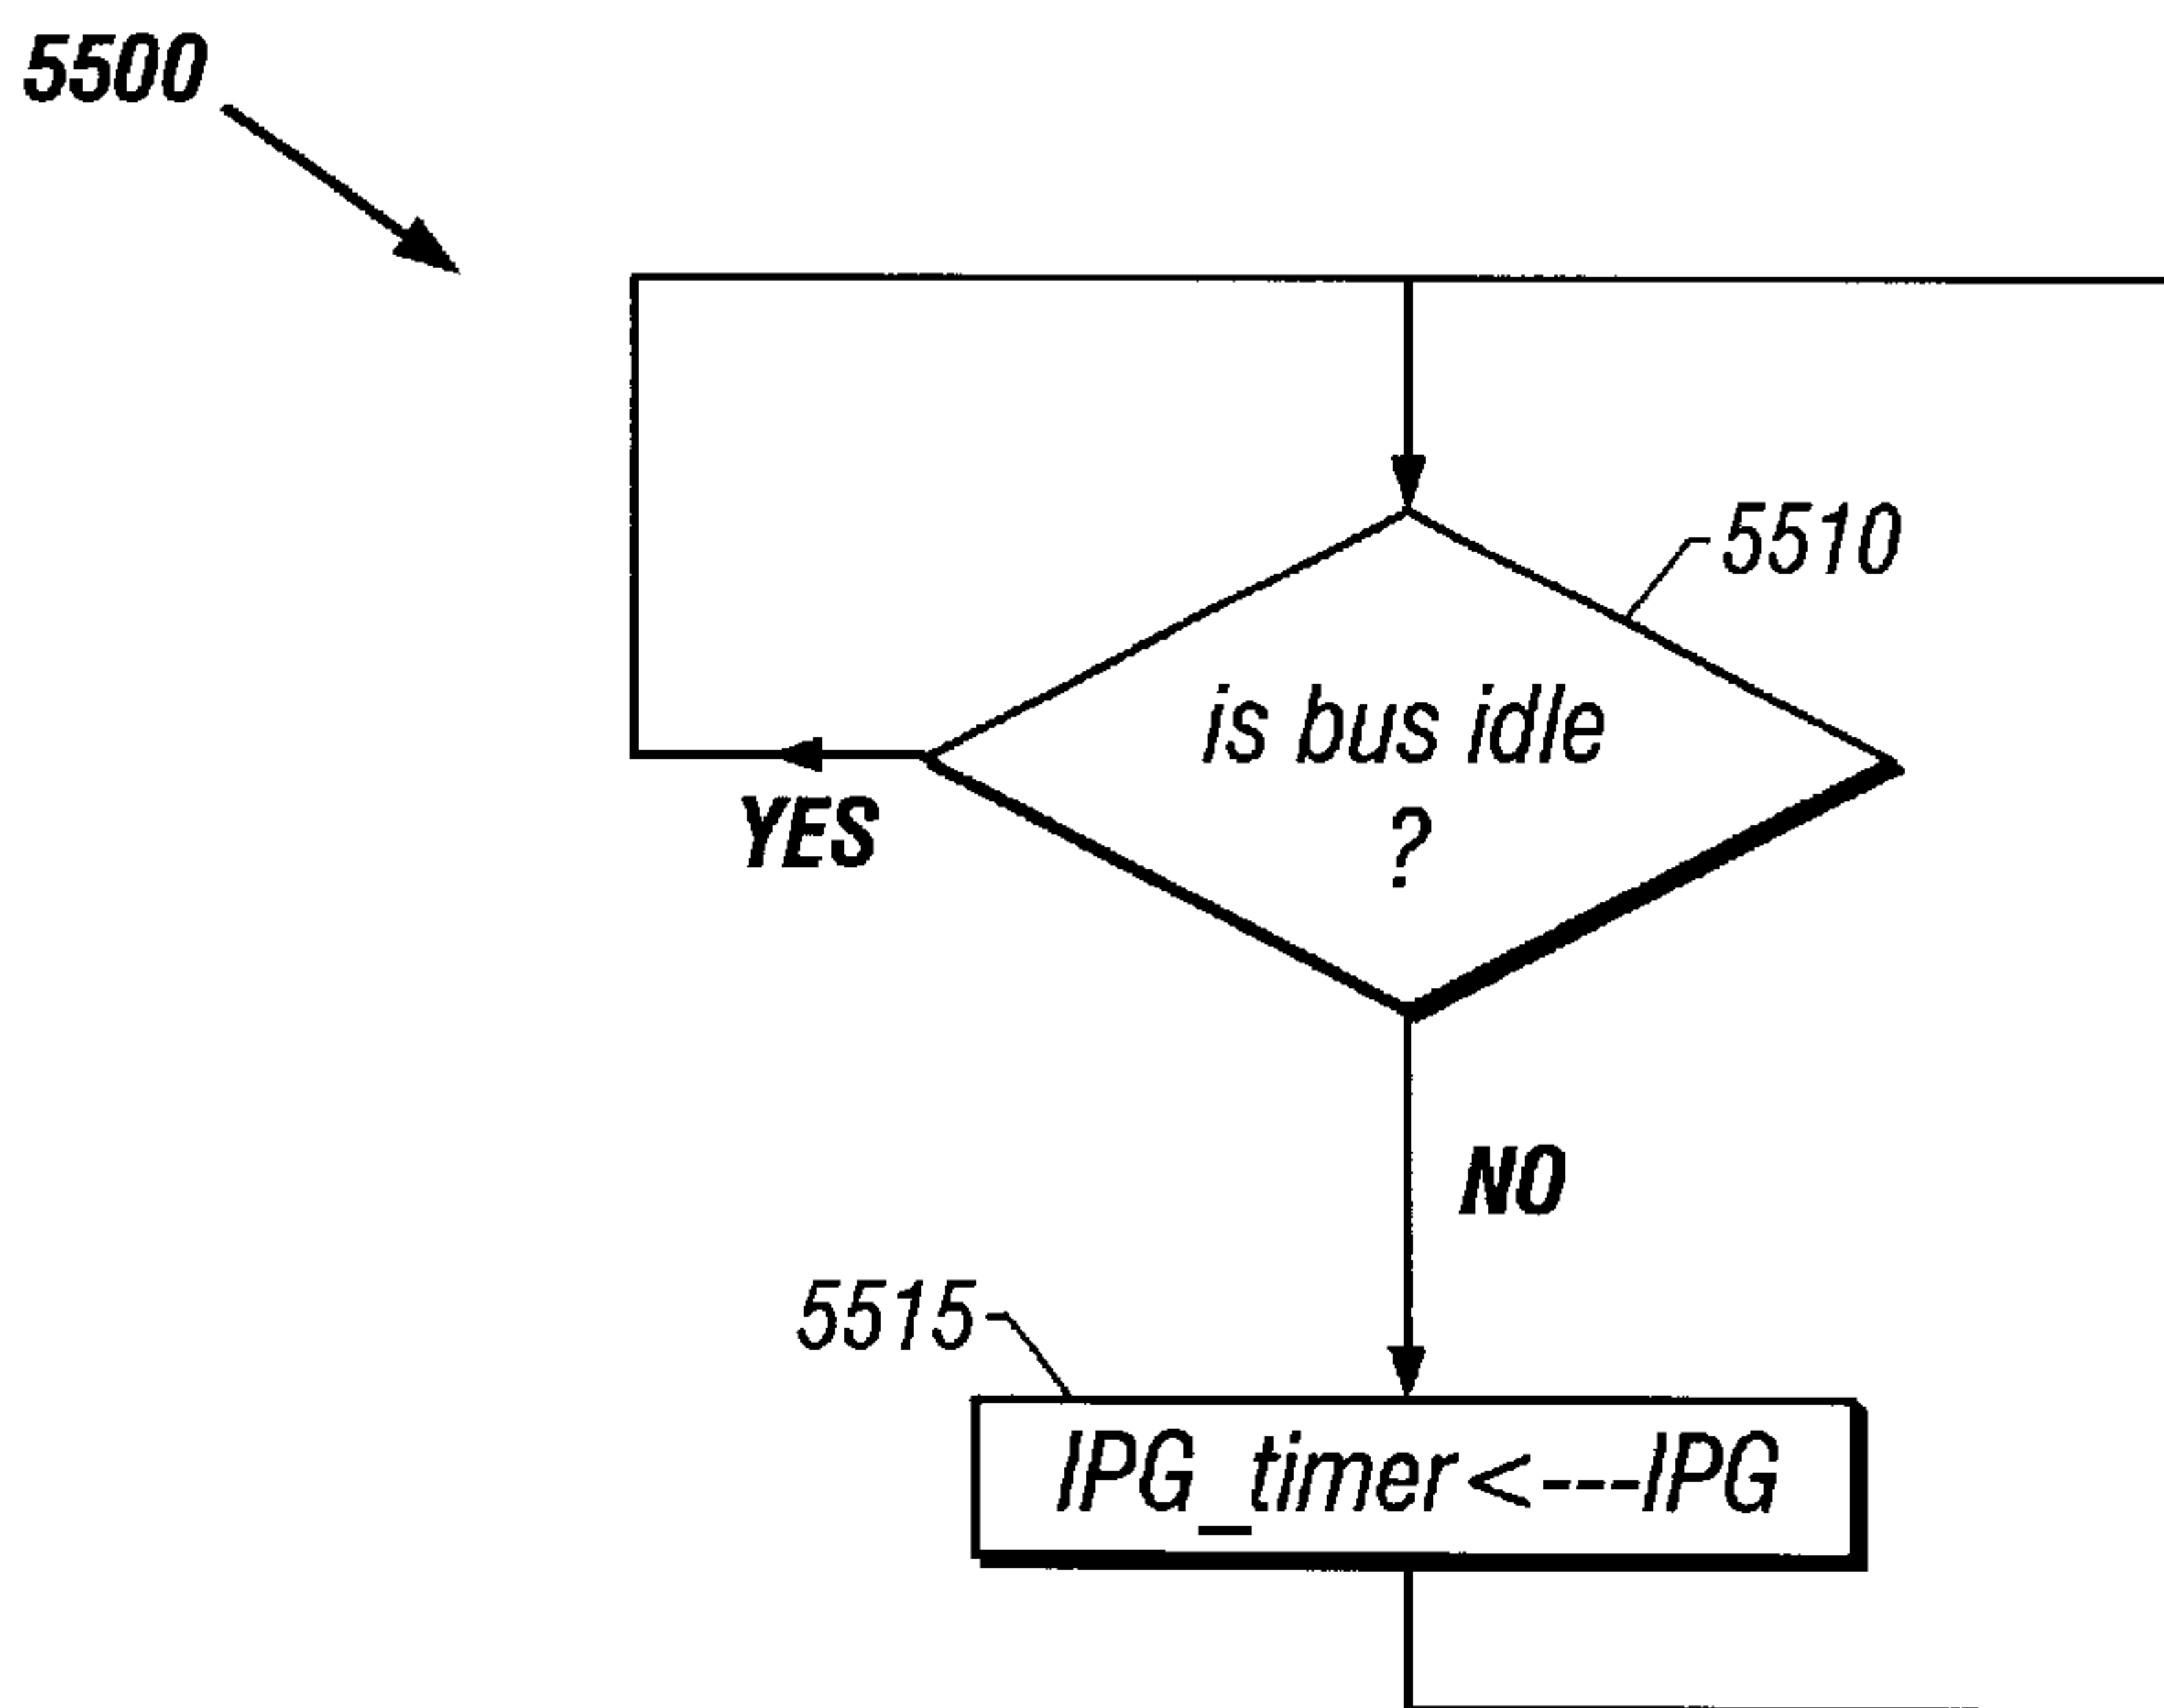 5500
5510
is bus idle
?
YES
NO
5515
IPG_timer<---IPG